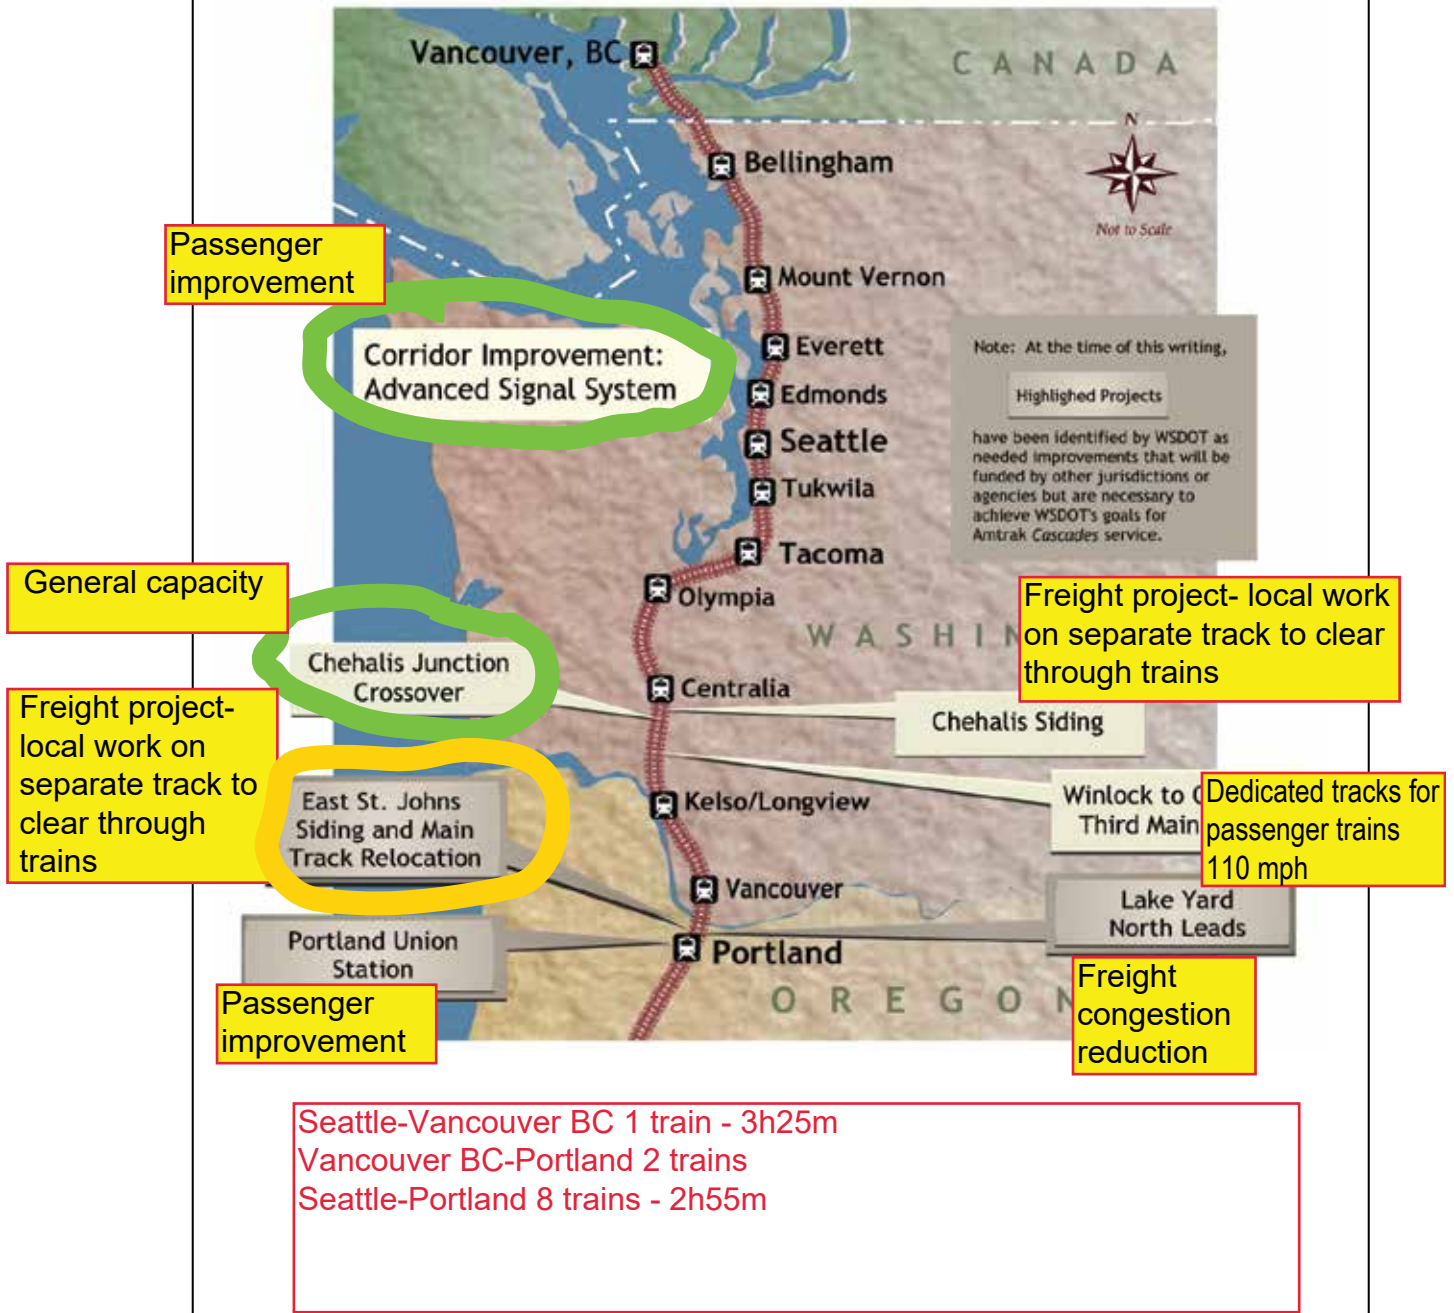 Vancouver, BC
CANADA
N
Bellingham
Not to Scale
Passenger
improvement
Mount Vernon
Corridor Improvement:
Advanced Signal System
Everett
Note: At the time of this writing,
Edmonds
Highlighed Projects
Seattle
have been identified by WSDOT as
needed improvements that will be
funded by other jurisdictions or
agencies but are necessary to
achieve WSDOT's goals for
Amtrak Cascades service.
Tukwila
Tacoma
General capacity
Olympia
Freight project- local work
on separate track to clear
through trains
WASHIN
Chehalis Junction
Crossover
Centralia
Freight project-
local work on
separate track to
clear through
trains
Chehalis Siding
East St. Johns
Siding and Main
Track Relocation
Kelso/Longview
Winlock to
Third Main
Dedicated tracks for
passenger trains
110 mph
Vancouver
Lake Yard
North Leads
Portland Union
Station
Portland
Passenger
improvement
OREGON
Freight
congestion
reduction
Seattle-Vancouver BC 1 train - 3h25m
Vancouver BC-Portland 2 trains
Seattle-Portland 8 trains - 2h55m